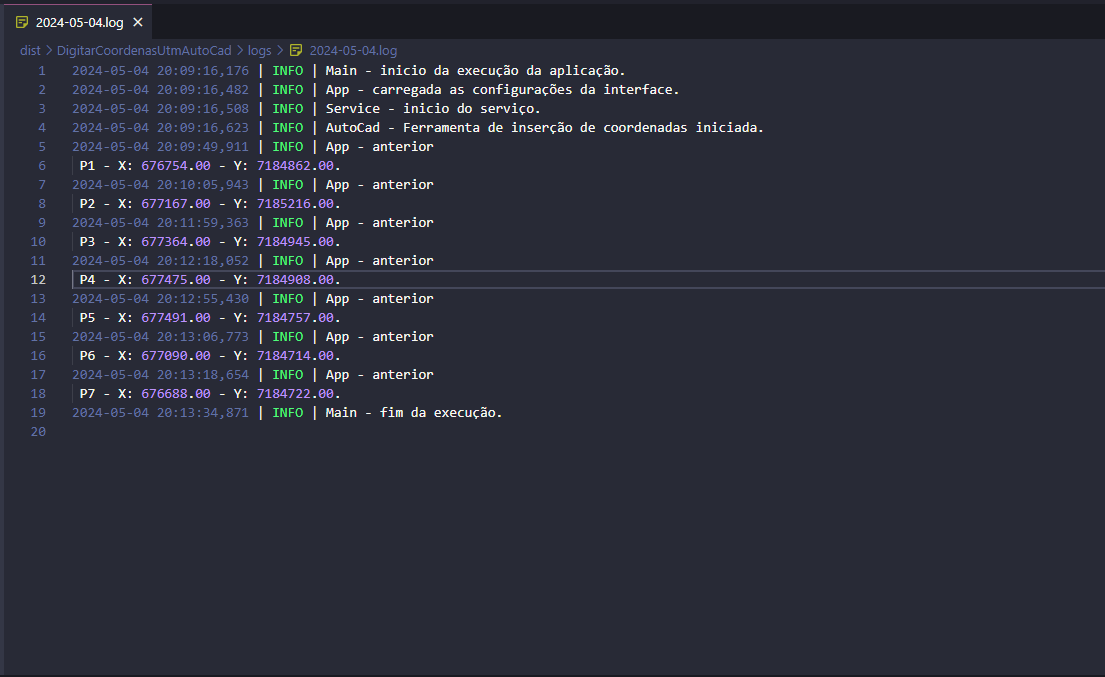 2024-05-04.log
dist > DigitarCoordenasUtmAutoCad > logs > 2024-05-04.log
1 2024-05-04 20:09:16,176 | INFO | Main - inicio da execução da aplicação.
2 2024-05-04 20:09:16,482 | INFO | App - carregada as configurações da interface.
3 2024-05-04 20:09:16,508 | INFO | Service - inicio do serviço.
4 2024-05-04 20:09:16,623 | INFO | AutoCad - Ferramenta de inserção de coordenadas iniciada.
5 2024-05-04 20:09:49,911 | INFO | App - anterior
6 P1 - X: 676754.00 - Y: 7184862.00.
7 2024-05-04 20:10:05,943 | INFO | App - anterior
8 P2 - X: 677167.00 - Y: 7185216.00.
9 2024-05-04 20:11:59,363 | INFO | App - anterior
10 P3 - X: 677364.00 - Y: 7184945.00.
11 2024-05-04 20:12:18,052 | INFO | App - anterior
12 P4 - X: 677475.00 - Y: 7184908.00.
13 2024-05-04 20:12:55,430 | INFO | App - anterior
14 P5 - X: 677491.00 - Y: 7184757.00.
15 2024-05-04 20:13:06,773 | INFO | App - anterior
16 P6 - X: 677090.00 - Y: 7184714.00.
17 2024-05-04 20:13:18,654 | INFO | App - anterior
18 P7 - X: 676688.00 - Y: 7184722.00.
19 2024-05-04 20:13:34,871 | INFO | Main - fim da execução.
20